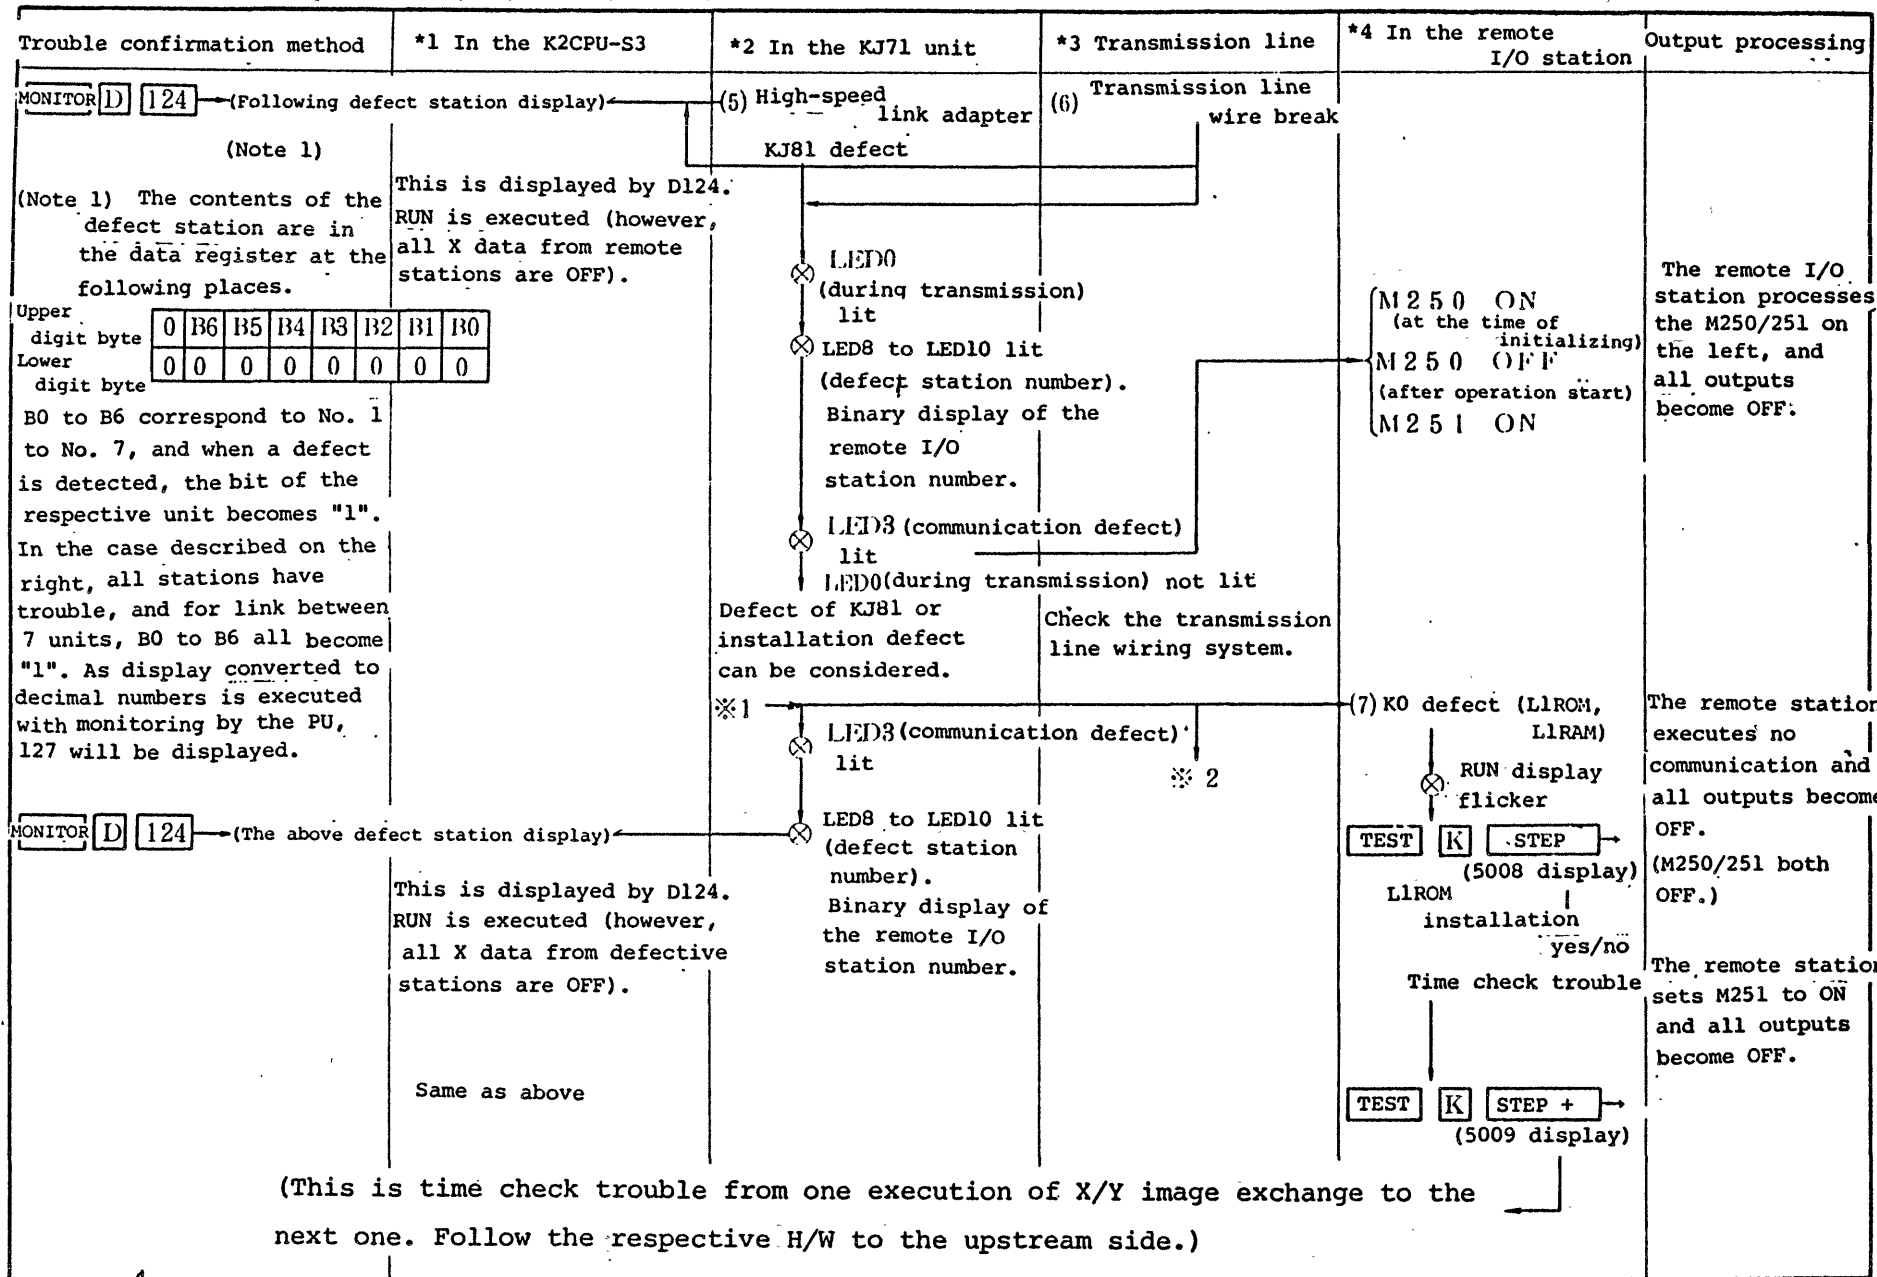 Trouble confirmation method
*1 In the K2CPU-S3
*2 In the KJ71 unit
*3 Transmission line
*4 In the remote
I/O station
Output processing
MONITOR D 124 (Following defect station display)
(Note 1)
(Note 1) The contents of the
defect station are in
the data register at the
following places.
Upper
digit byte
0 B6 B5 B4 B3 B2 B1 B0
Lower
digit byte
0 0 0 0 0 0 0 0
B0 to B6 correspond to No. 1
to No. 7, and when a defect
is detected, the bit of the
respective unit becomes "1".
In the case described on the
right, all stations have
trouble, and for link between
7 units, B0 to B6 all become
"1". As display converted to
decimal numbers is executed
with monitoring by the PU,
127 will be displayed.
MONITOR D 124 (The above defect station display)
This is displayed by D124.
RUN is executed (however,
all X data from remote
stations are OFF).
This is displayed by D124.
RUN is executed (however,
all X data from defective
stations are OFF).
Same as above
(5) High-speed
link adapter
KJ81 defect
LED0
(during transmission)
lit
LED8 to LED10 lit
(defect station number).
Binary display of the
remote I/O
station number.
LED3 (communication defect)
lit
LED0 (during transmission) not lit
Defect of KJ81 or
installation defect
can be considered.
※1
LED3 (communication defect)
lit
LED8 to LED10 lit
(defect station
number).
Binary display of
the remote I/O
station number.
(6) Transmission line
wire break
Check the transmission
line wiring system.
※ 2
M250 ON
(at the time of
initializing)
M250 OFF
(after operation start)
M251 ON
(7) K0 defect (L1ROM,
L1RAM)
RUN display
flicker
TEST K STEP
(5008 display)
L1ROM
installation
yes/no
Time check trouble
TEST K STEP +
(5009 display)
The remote I/O
station processes
the M250/251 on
the left, and
all outputs
become OFF.
The remote station
executes no
communication and
all outputs become
OFF.
(M250/251 both
OFF.)
The remote station
sets M251 to ON
and all outputs
become OFF.
(This is time check trouble from one execution of X/Y image exchange to the
next one. Follow the respective H/W to the upstream side.)